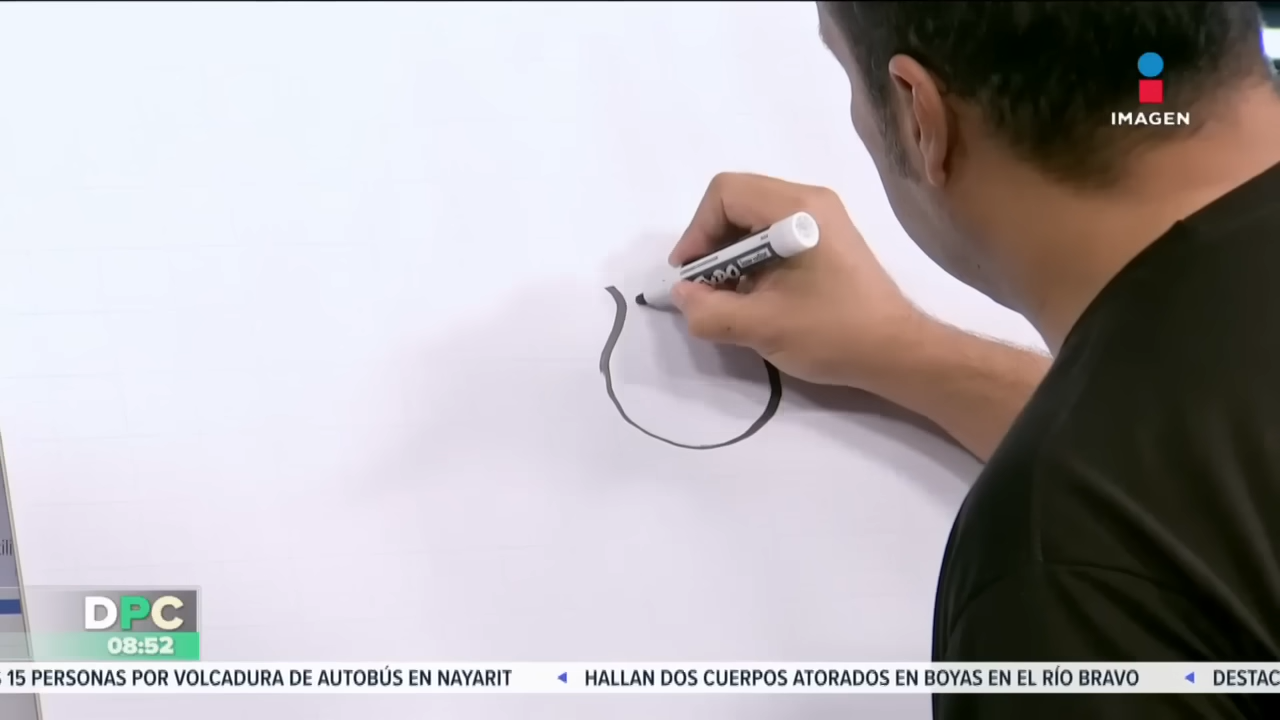 IMAGEN
DPC
08:52
15 PERSONAS POR VOLCADURA DE AUTOBÚS EN NAYARIT
HALLAN DOS CUERPOS ATORADOS EN BOYAS EN EL RÍO BRAVO
DESTAC